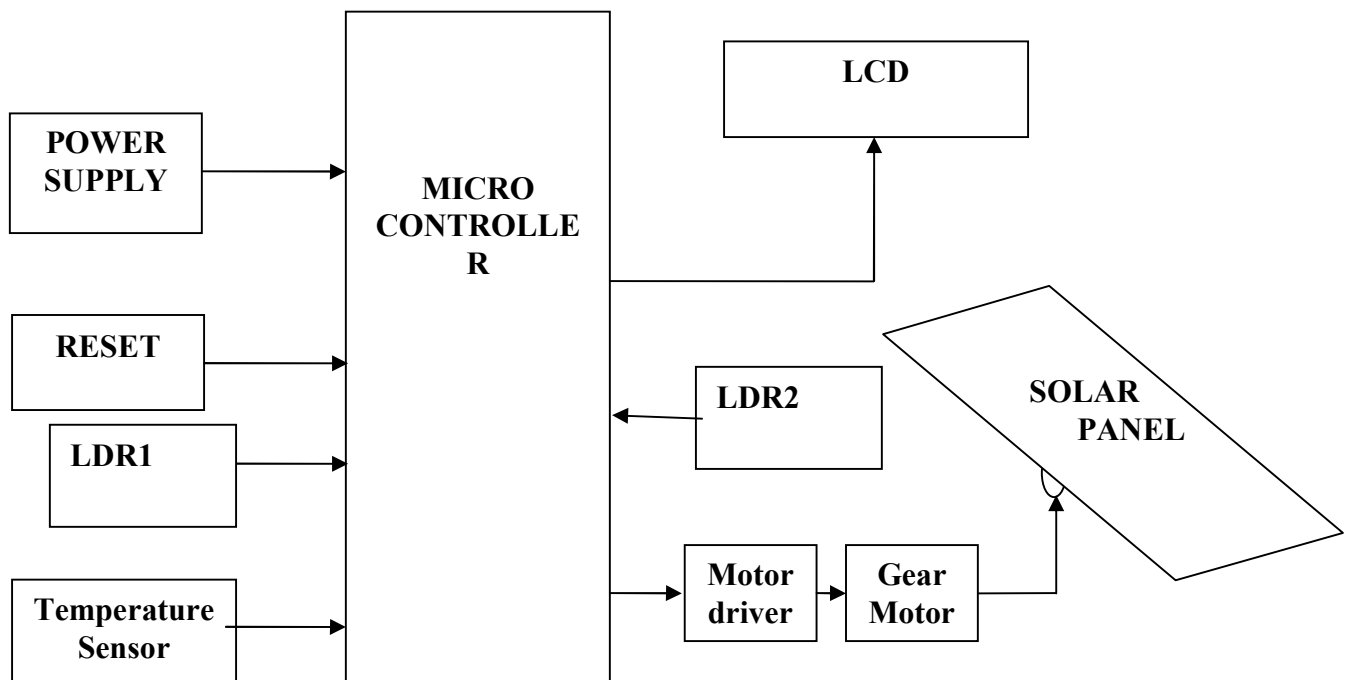 LCD
POWER
SUPPLY
MICRO
CONTROLLE
R
RESET
LDR1
LDR2
SOLAR
PANEL
Motor
driver
Gear
Motor
Temperature
Sensor